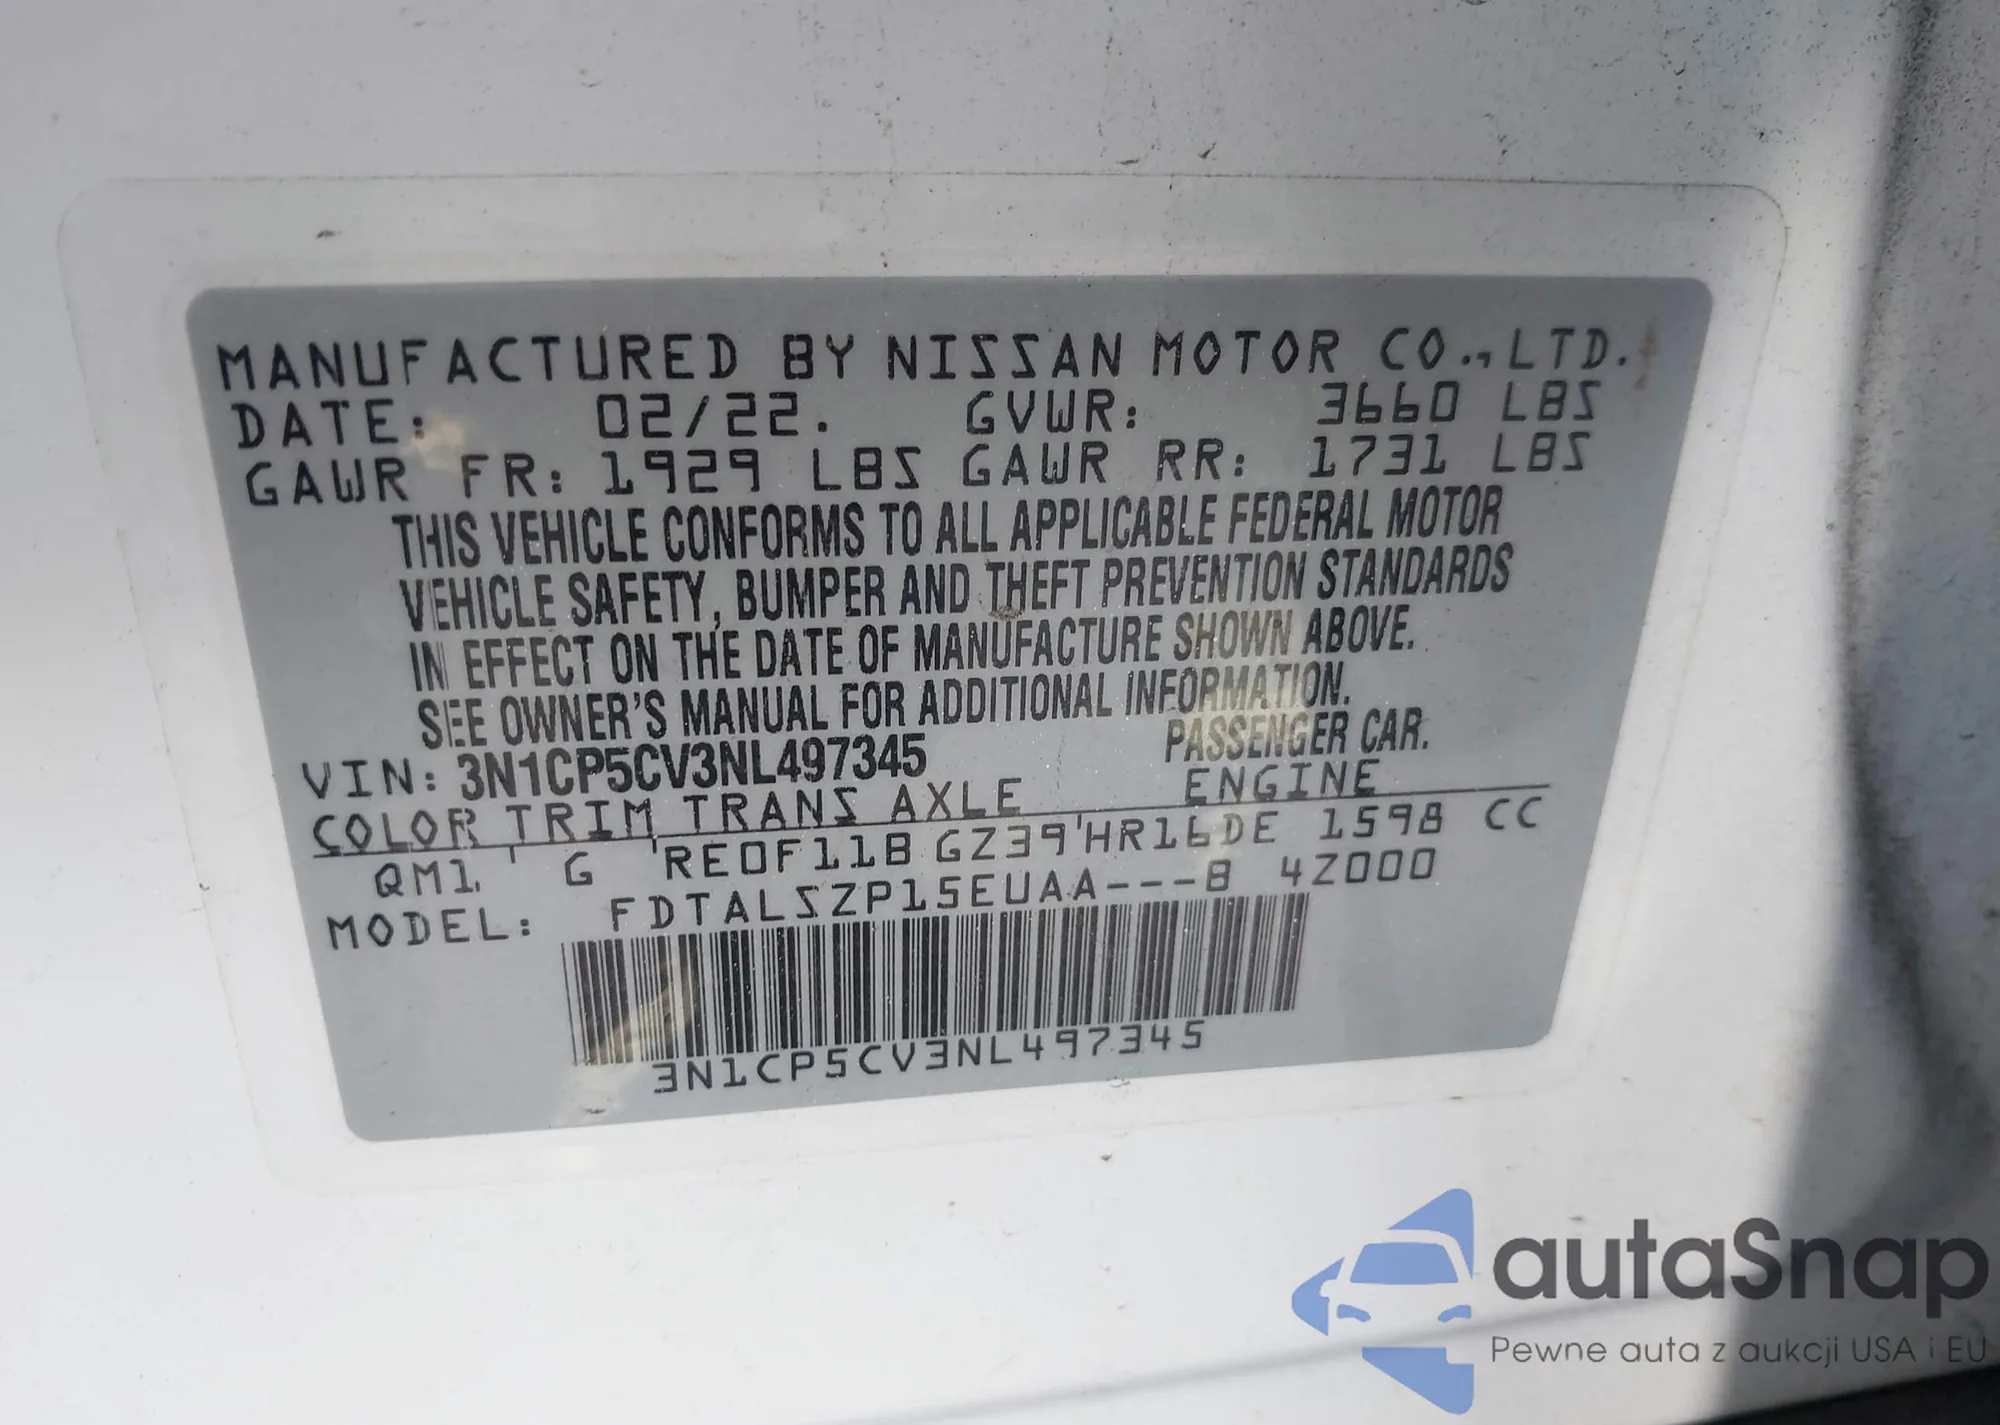 MANUFACTURED BY NISSAN MOTOR CO., LTD.
DATE: 02/22. GVWR: 3660 LBS
GAWR FR: 1929 LBS GAWR RR: 1731 LBS
THIS VEHICLE CONFORMS TO ALL APPLICABLE FEDERAL MOTOR
VEHICLE SAFETY, BUMPER AND THEFT PREVENTION STANDARDS
IN EFFECT ON THE DATE OF MANUFACTURE SHOWN ABOVE.
SEE OWNER'S MANUAL FOR ADDITIONAL INFORMATION.
VIN: 3N1CP5CV3NL497345 PASSENGER CAR.
COLOR TRIM TRANS AXLE ENGINE
QM1 G RE0F11B GZ39 HR16DE 1598 CC
MODEL: FDTALSZP15EUAA---B 4Z000
3N1CP5CV3NL497345
autaSnap
Pewne auta z aukcji USA i EU